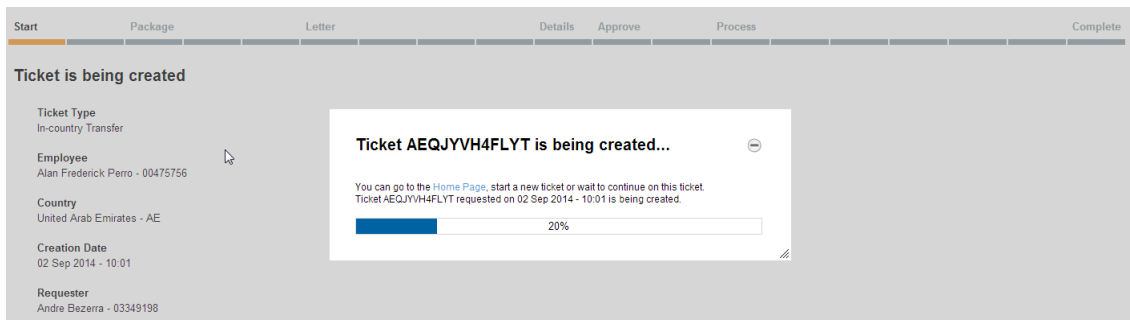 Start Package Letter Details Approve Process Complete
Ticket is being created
Ticket Type
In-country Transfer
Employee
Alan Frederick Perro - 00475756
Country
United Arab Emirates - AE
Creation Date
02 Sep 2014 - 10:01
Requester
Andre Bezerra - 03349198
Ticket AEQJYVH4FLYT is being created...
You can go to the Home Page, start a new ticket or wait to continue on this ticket.
Ticket AEQJYVH4FLYT requested on 02 Sep 2014 - 10:01 is being created.
20%